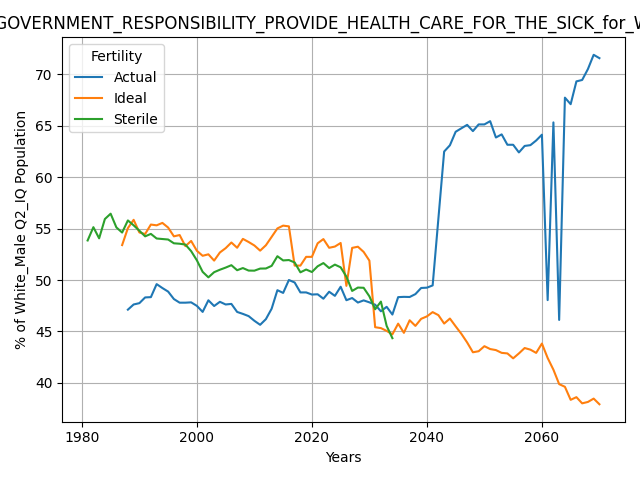 GOVERNMENT_RESPONSIBILITY_PROVIDE_HEALTH_CARE_FOR_THE_SICK_for_W
Fertility
Actual
Ideal
Sterile
% of White_Male Q2_IQ Population
70
65
60
55
50
45
40
1980 2000 2020 2040 2060
Years